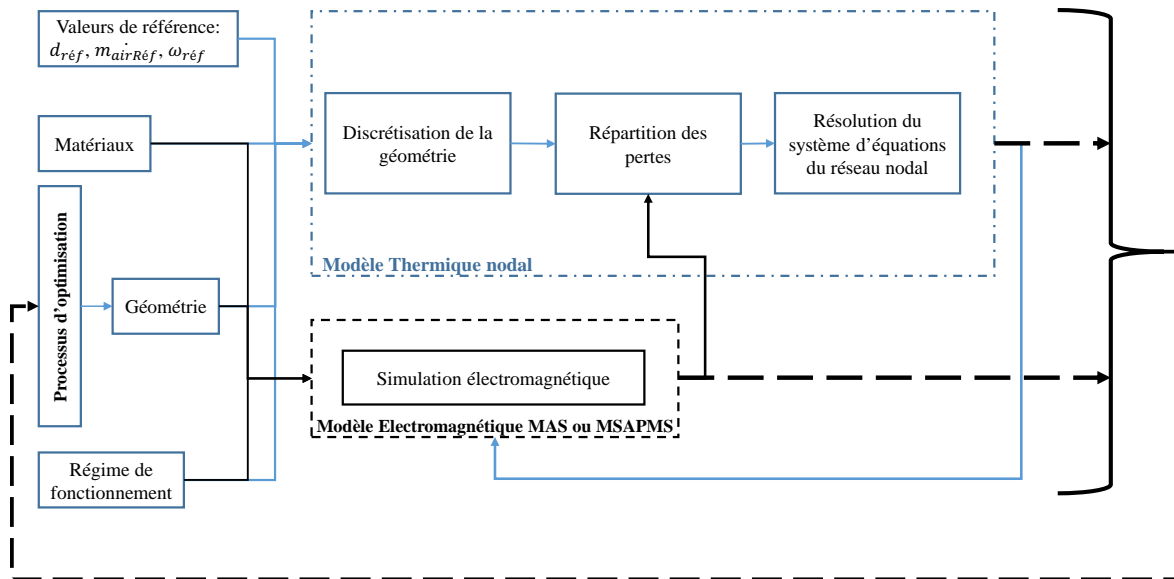 Valeurs de référence:
d_réf, ṁ_airRéf, ω_réf
Matériaux
Processus d'optimisation
Géométrie
Régime de
fonctionnement
Discrétisation de la
géométrie
Répartition des
pertes
Résolution du
système d'équations
du réseau nodal
Modèle Thermique nodal
Simulation électromagnétique
Modèle Electromagnétique MAS ou MSAPMS